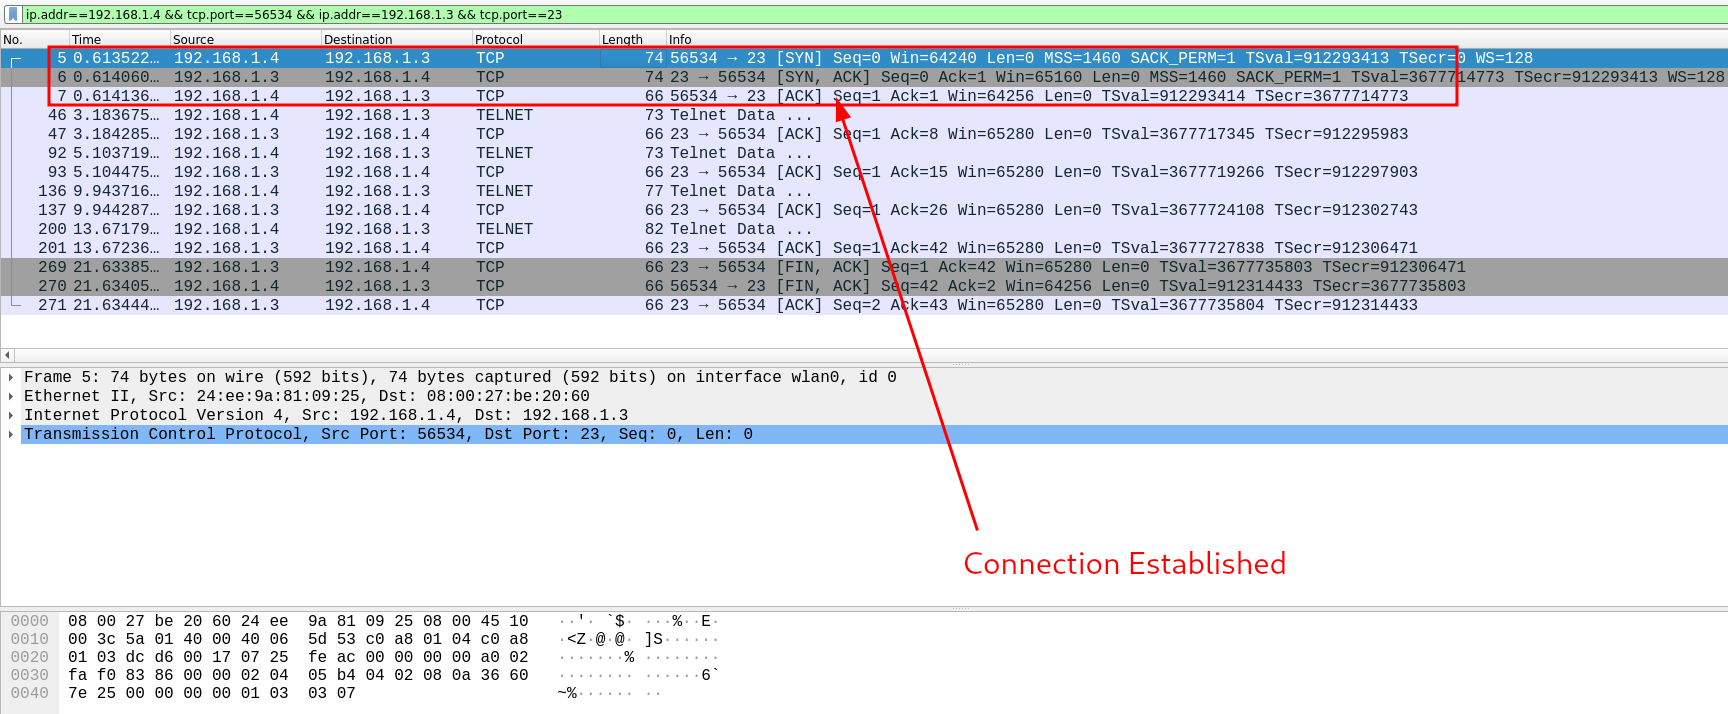 ip.addr==192.168.1.4 && tcp.port==56534 && ip.addr==192.168.1.3 && tcp.port==23
No. Time Source Destination Protocol Length Info
5 0.613522… 192.168.1.4 192.168.1.3 TCP 74 56534 → 23 [SYN] Seq=0 Win=64240 Len=0 MSS=1460 SACK_PERM=1 TSval=912293413 TSecr=0 WS=128
6 0.614060… 192.168.1.3 192.168.1.4 TCP 74 23 → 56534 [SYN, ACK] Seq=0 Ack=1 Win=65160 Len=0 MSS=1460 SACK_PERM=1 TSval=3677714773 TSecr=912293413 WS=128
7 0.614136… 192.168.1.4 192.168.1.3 TCP 66 56534 → 23 [ACK] Seq=1 Ack=1 Win=64256 Len=0 TSval=912293414 TSecr=3677714773
46 3.183675… 192.168.1.4 192.168.1.3 TELNET 73 Telnet Data ...
47 3.184285… 192.168.1.3 192.168.1.4 TCP 66 23 → 56534 [ACK] Seq=1 Ack=8 Win=65280 Len=0 TSval=3677717345 TSecr=912295983
92 5.103719… 192.168.1.4 192.168.1.3 TELNET 73 Telnet Data ...
93 5.104475… 192.168.1.3 192.168.1.4 TCP 66 23 → 56534 [ACK] Seq=1 Ack=15 Win=65280 Len=0 TSval=3677719266 TSecr=912297903
136 9.943716… 192.168.1.4 192.168.1.3 TELNET 77 Telnet Data ...
137 9.944287… 192.168.1.3 192.168.1.4 TCP 66 23 → 56534 [ACK] Seq=1 Ack=26 Win=65280 Len=0 TSval=3677724108 TSecr=912302743
200 13.67179… 192.168.1.4 192.168.1.3 TELNET 82 Telnet Data ...
201 13.67236… 192.168.1.3 192.168.1.4 TCP 66 23 → 56534 [ACK] Seq=1 Ack=42 Win=65280 Len=0 TSval=3677727838 TSecr=912306471
269 21.63385… 192.168.1.3 192.168.1.4 TCP 66 23 → 56534 [FIN, ACK] Seq=1 Ack=42 Win=65280 Len=0 TSval=3677735803 TSecr=912306471
270 21.63405… 192.168.1.4 192.168.1.3 TCP 66 56534 → 23 [FIN, ACK] Seq=42 Ack=2 Win=64256 Len=0 TSval=912314433 TSecr=3677735803
271 21.63444… 192.168.1.3 192.168.1.4 TCP 66 23 → 56534 [ACK] Seq=2 Ack=43 Win=65280 Len=0 TSval=3677735804 TSecr=912314433
Frame 5: 74 bytes on wire (592 bits), 74 bytes captured (592 bits) on interface wlan0, id 0
Ethernet II, Src: 24:ee:9a:81:09:25, Dst: 08:00:27:be:20:60
Internet Protocol Version 4, Src: 192.168.1.4, Dst: 192.168.1.3
Transmission Control Protocol, Src Port: 56534, Dst Port: 23, Seq: 0, Len: 0
Connection Established
0000 08 00 27 be 20 60 24 ee 9a 81 09 25 08 00 45 10 ··'· `$· ···%··E·
0010 00 3c 5a 01 40 00 40 06 5d 53 c0 a8 01 04 c0 a8 ·<Z·@·@· ]S······
0020 01 03 dc d6 00 17 07 25 fe ac 00 00 00 00 a0 02 ·······% ········
0030 fa f0 83 86 00 00 02 04 05 b4 04 02 08 0a 36 60 ········ ······6`
0040 7e 25 00 00 00 00 01 03 03 07 ~%······ ··